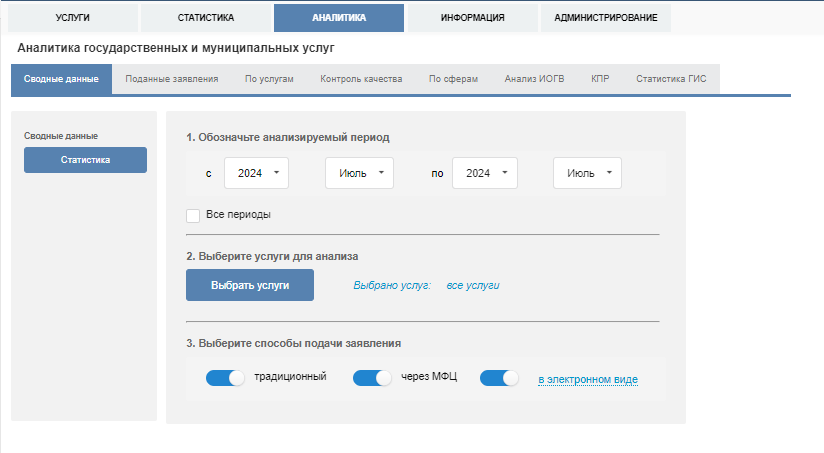 УСЛУГИ СТАТИСТИКА АНАЛИТИКА ИНФОРМАЦИЯ АДМИНИСТРИРОВАНИЕ
Аналитика государственных и муниципальных услуг
Сводные данные Поданные заявления По услугам Контроль качества По сферам Анализ ИОГВ КПР Статистика ГИС
Сводные данные
Статистика
1. Обозначьте анализируемый период
с 2024 Июль по 2024 Июль
Все периоды
2. Выберите услуги для анализа
Выбрать услуги Выбрано услуг: все услуги
3. Выберите способы подачи заявления
традиционный через МФЦ в электронном виде